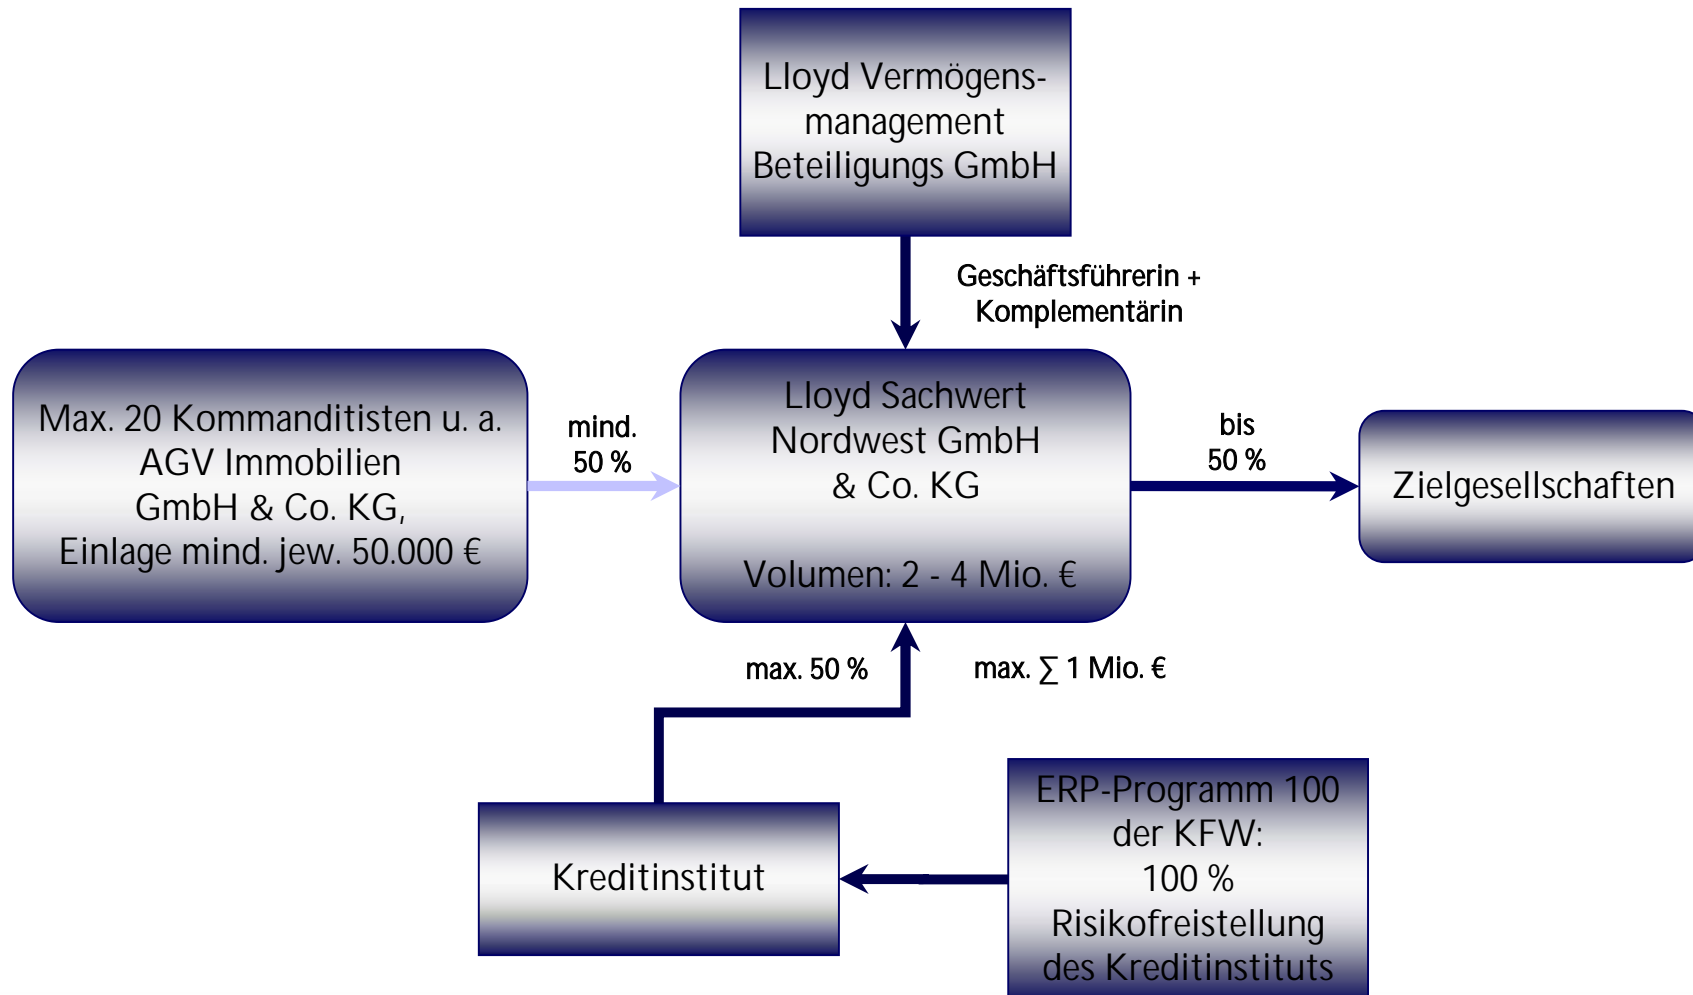 Lloyd Vermögens-
management
Beteiligungs GmbH
Geschäftsführerin +
Komplementärin
Max. 20 Kommanditisten u. a.
AGV Immobilien
GmbH & Co. KG,
Einlage mind. jew. 50.000 €
mind.
50 %
Lloyd Sachwert
Nordwest GmbH
& Co. KG
Volumen: 2 - 4 Mio. €
bis
50 %
Zielgesellschaften
max. 50 %
max. ∑ 1 Mio. €
Kreditinstitut
ERP-Programm 100
der KFW:
100 %
Risikofreistellung
des Kreditinstituts